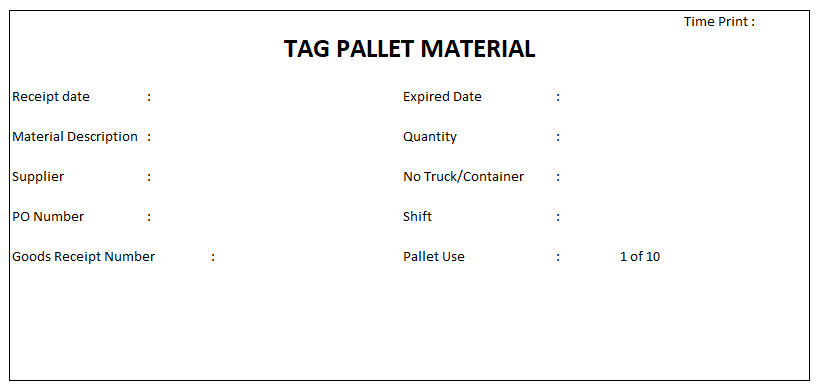 Time Print :
TAG PALLET MATERIAL
Receipt date : Expired Date :
Material Description : Quantity :
Supplier : No Truck/Container :
PO Number : Shift :
Goods Receipt Number : Pallet Use : 1 of 10